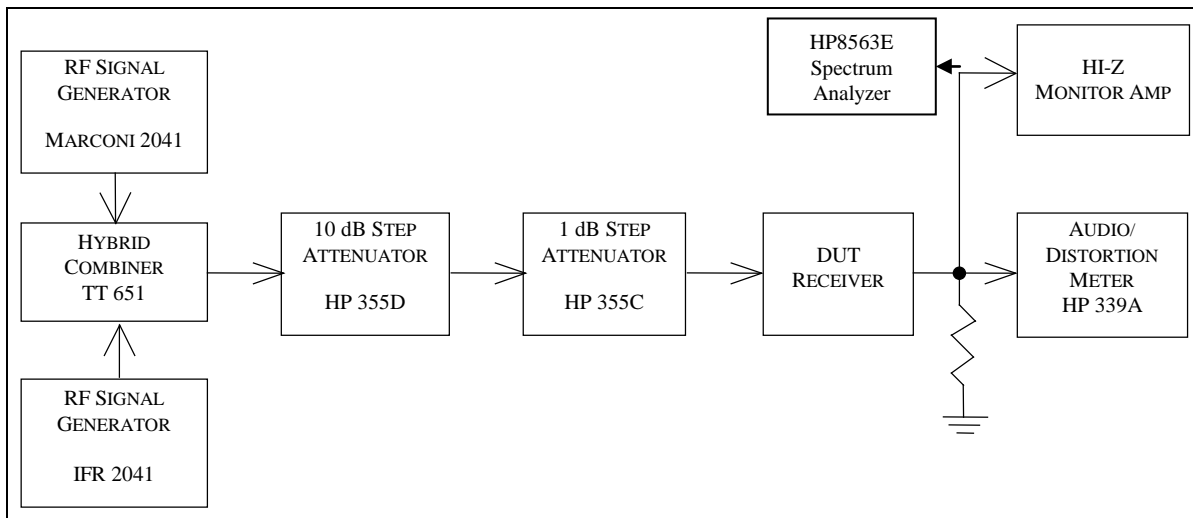 RF SIGNAL
GENERATOR
MARCONI 2041
HYBRID
COMBINER
TT 651
RF SIGNAL
GENERATOR
IFR 2041
10 dB STEP
ATTENUATOR
HP 355D
1 dB STEP
ATTENUATOR
HP 355C
DUT
RECEIVER
HP8563E
Spectrum
Analyzer
HI-Z
MONITOR AMP
AUDIO/
DISTORTION
METER
HP 339A